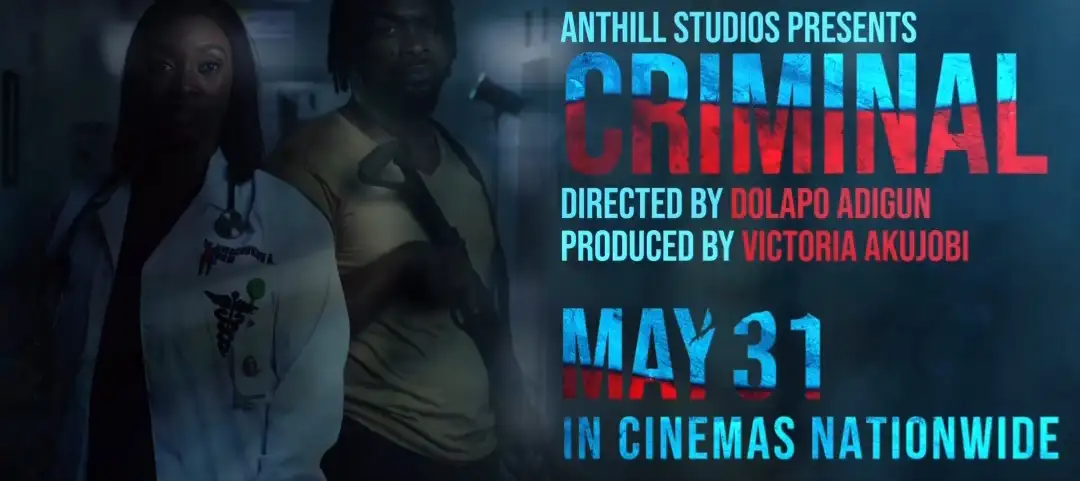 ANTHILL STUDIOS PRESENTS
CRIMINAL
DIRECTED BY DOLAPO ADIGUN
PRODUCED BY VICTORIA AKUJOBI
MAY 31
IN CINEMAS NATIONWIDE